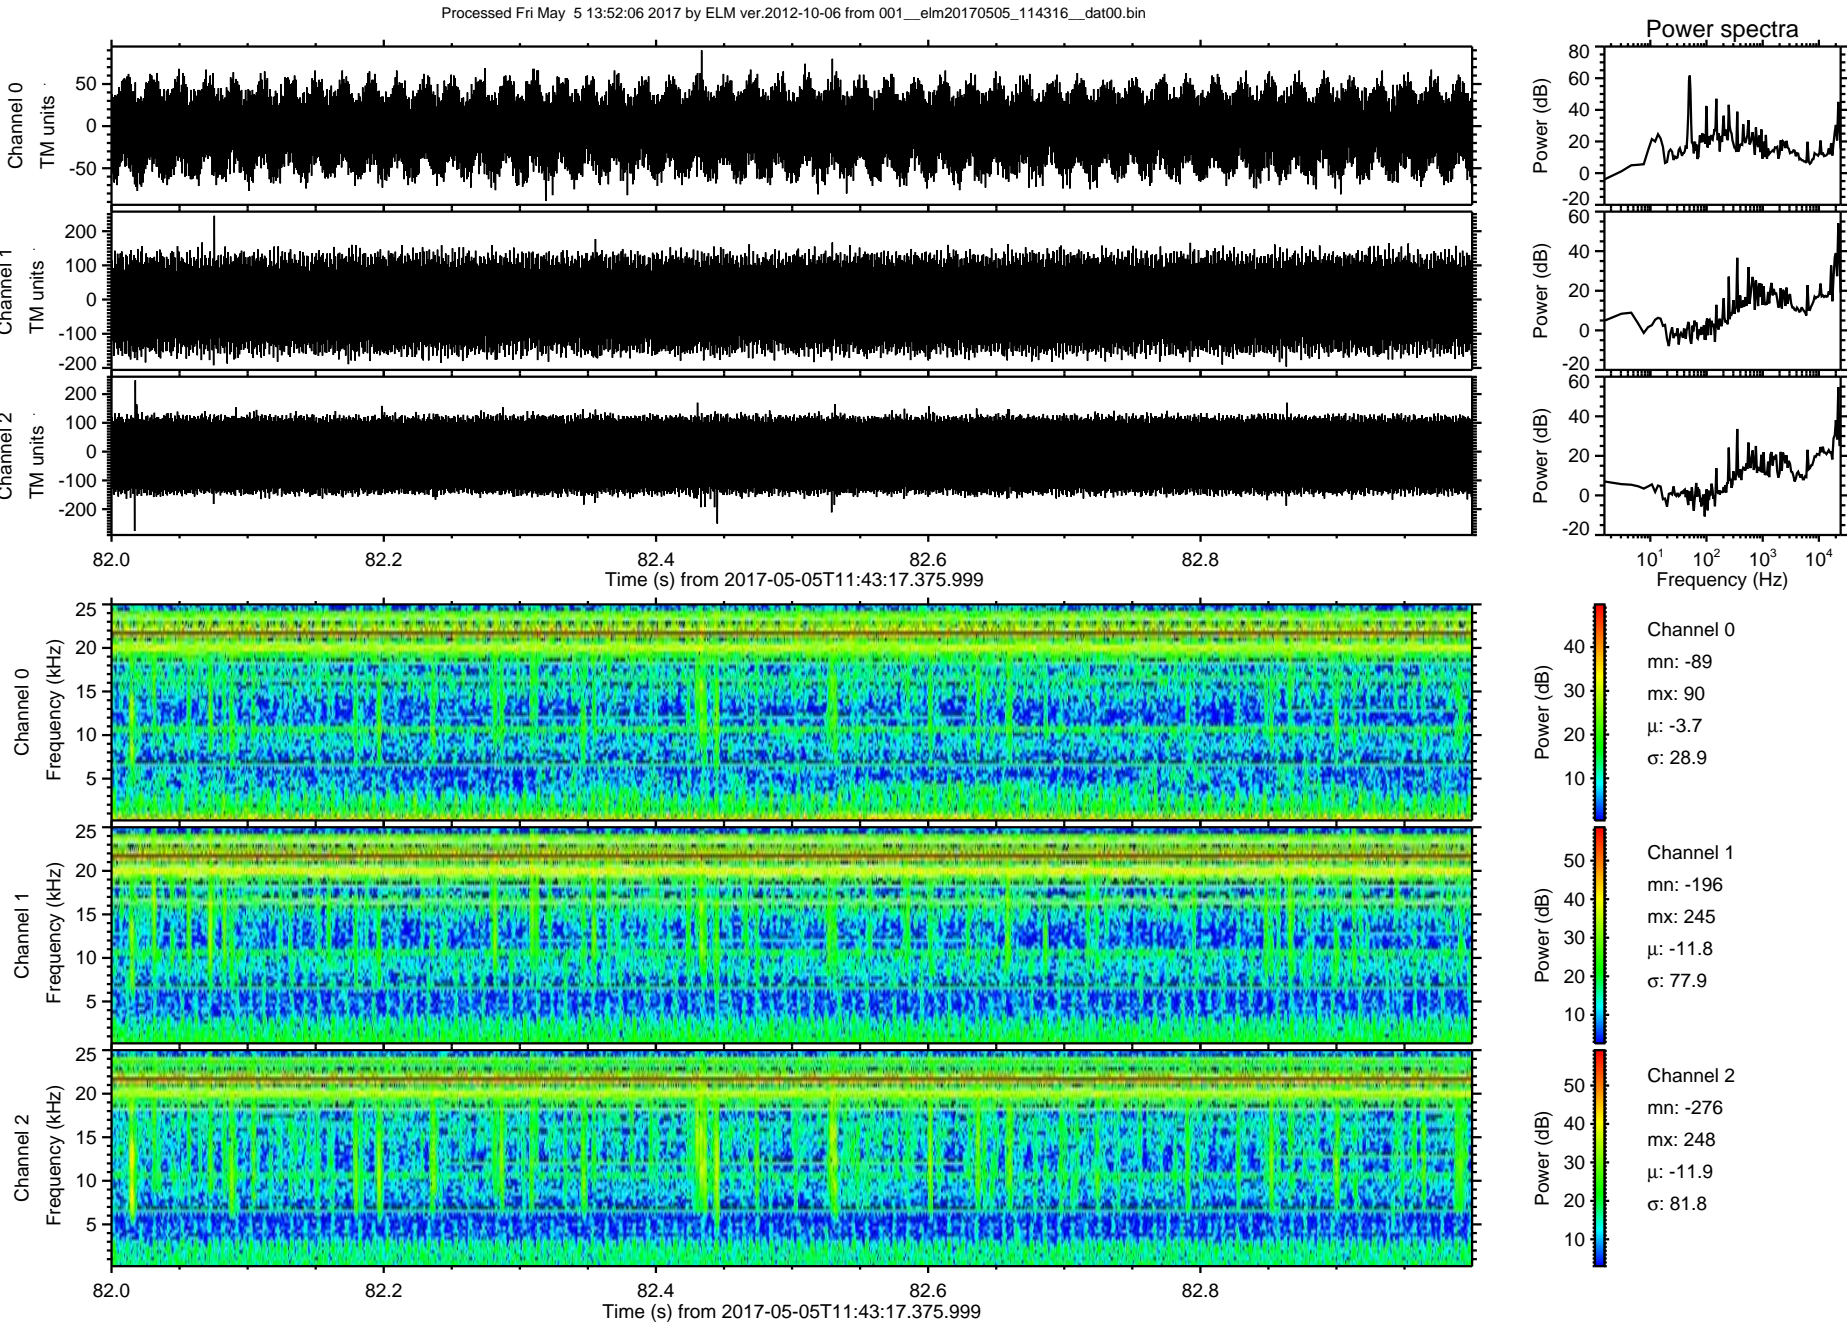 Processed Fri May  5 13:52:06 2017 by ELM ver.2012-10-06 from 001__elm20170505_114316__dat00.bin
Power spectra
Channel 0
TM units
50
0
-50
Power (dB)
80
60
40
20
0
-20
Channel 1
TM units
200
100
0
-100
-200
Power (dB)
60
40
20
0
-20
Channel 2
TM units
200
100
0
-100
-200
Power (dB)
60
40
20
0
-20
82.0 82.2 82.4 82.6 82.8
Time (s) from 2017-05-05T11:43:17.375.999
10^1 10^2 10^3 10^4
Frequency (Hz)
Channel 0
Frequency (kHz)
25
20
15
10
5
Power (dB)
40
30
20
10
Channel 0
mn: -89
mx: 90
μ: -3.7
σ: 28.9
Channel 1
Frequency (kHz)
25
20
15
10
5
Power (dB)
50
40
30
20
10
Channel 1
mn: -196
mx: 245
μ: -11.8
σ: 77.9
Channel 2
Frequency (kHz)
25
20
15
10
5
Power (dB)
50
40
30
20
10
Channel 2
mn: -276
mx: 248
μ: -11.9
σ: 81.8
82.0 82.2 82.4 82.6 82.8
Time (s) from 2017-05-05T11:43:17.375.999